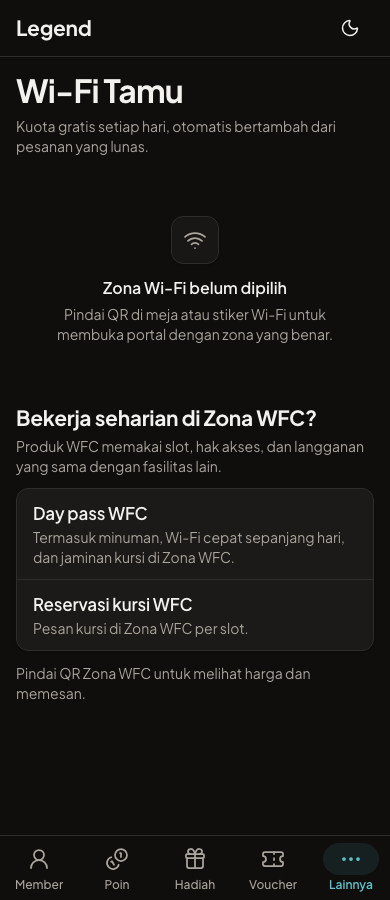 Legend
Wi-Fi Tamu
Kuota gratis setiap hari, otomatis bertambah dari
pesanan yang lunas.
Zona Wi-Fi belum dipilih
Pindai QR di meja atau stiker Wi-Fi untuk
membuka portal dengan zona yang benar.
Bekerja seharian di Zona WFC?
Produk WFC memakai slot, hak akses, dan langganan
yang sama dengan fasilitas lain.
Day pass WFC
Termasuk minuman, Wi-Fi cepat sepanjang hari,
dan jaminan kursi di Zona WFC.
Reservasi kursi WFC
Pesan kursi di Zona WFC per slot.
Pindai QR Zona WFC untuk melihat harga dan
memesan.
Member
Poin
Hadiah
Voucher
Lainnya